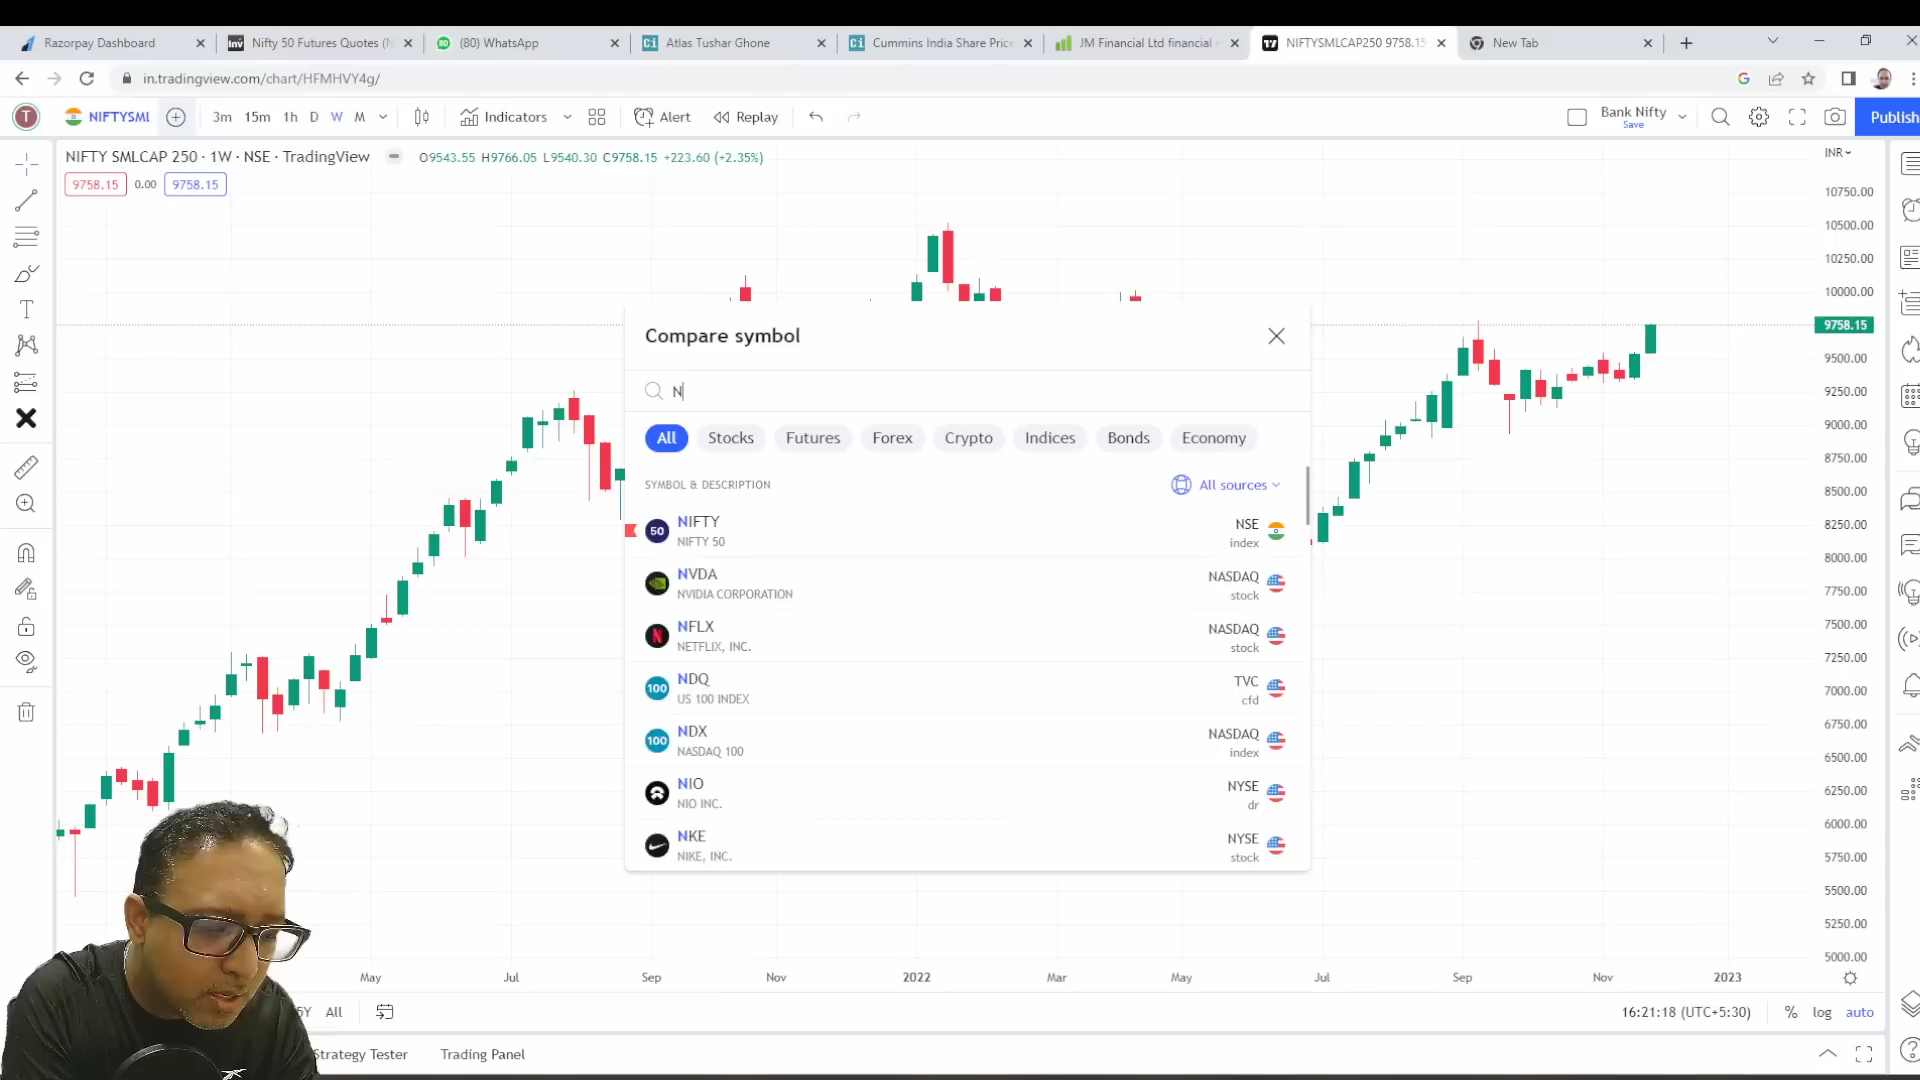 Razorpay Dashboard
Nifty 50 Futures Quotes (N
(80) WhatsApp
Atlas Tushar Ghone
Cummins India Share Price
JM Financial Ltd financial
NIFTYSMLCAP250 9758.15
New Tab
in.tradingview.com/chart/HFMHVY4g/
T NIFTYSMI 3m 15m 1h D W M Indicators Alert Replay Bank Nifty Save Publish
NIFTY SMLCAP 250 · 1W · NSE · TradingView O9543.55 H9766.05 L9540.30 C9758.15 +223.60 (+2.35%)
9758.15 0.00 9758.15
INR
10750.00
10500.00
10250.00
10000.00
9758.15
9500.00
9250.00
9000.00
8750.00
8500.00
8250.00
8000.00
7750.00
7500.00
7250.00
7000.00
6750.00
6500.00
6250.00
6000.00
5750.00
5500.00
5250.00
5000.00
Compare symbol
N
All Stocks Futures Forex Crypto Indices Bonds Economy
SYMBOL & DESCRIPTION All sources
50 NIFTY NSE
NIFTY 50 index
NVDA NASDAQ
NVIDIA CORPORATION stock
NFLX NASDAQ
NETFLIX, INC. stock
100 NDQ TVC
US 100 INDEX cfd
100 NDX NASDAQ
NASDAQ 100 index
NIO NYSE
NIO INC. dr
NKE NYSE
NIKE, INC. stock
May Jul Sep Nov 2022 Mar May Jul Sep Nov 2023
5Y All 16:21:18 (UTC+5:30) % log auto
Strategy Tester Trading Panel